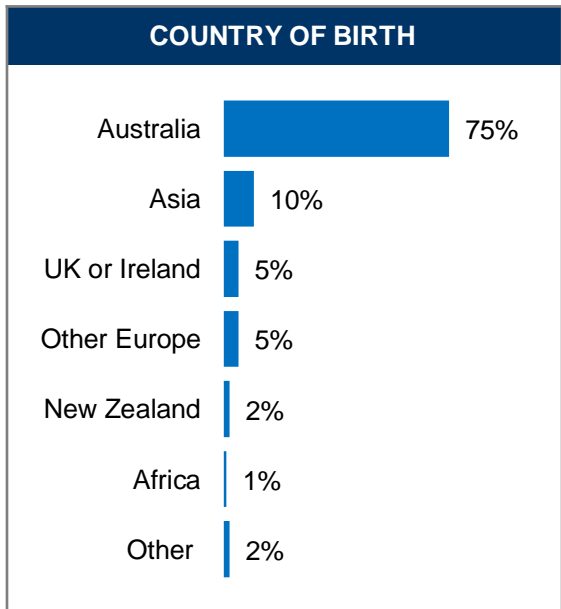 COUNTRY OF BIRTH
Australia 75%
Asia 10%
UK or Ireland 5%
Other Europe 5%
New Zealand 2%
Africa 1%
Other 2%